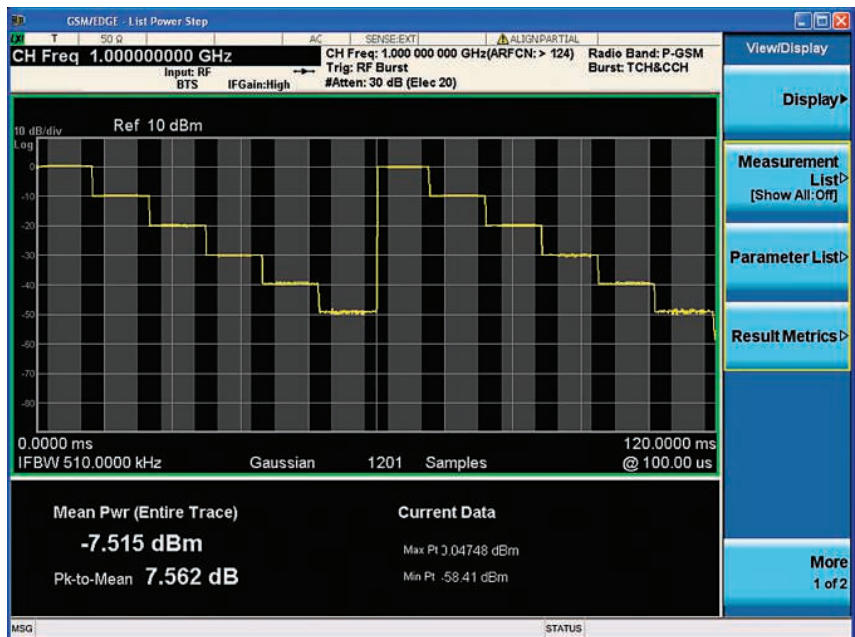 GSM/EDGE - List Power Step
LXI T 50 Ω AC SENSE:EXT ALIGN PARTIAL
CH Freq 1.000000000 GHz
CH Freq: 1.000 000 000 GHz(ARFCN: > 124) Radio Band: P-GSM
Input: RF Trig: RF Burst Burst: TCH&CCH
BTS IFGain:High #Atten: 30 dB (Elec 20)
View/Display
Display
Measurement List
[Show All:Off]
Parameter List
Result Metrics
More
1 of 2
10 dB/div Ref 10 dBm
Log
0
-10
-20
-30
-40
-50
-60
-70
-80
0.0000 ms 120.0000 ms
IFBW 510.0000 kHz Gaussian 1201 Samples @ 100.00 us
Mean Pwr (Entire Trace) Current Data
-7.515 dBm Max Pt 0.04748 dBm
Pk-to-Mean 7.562 dB Min Pt -58.41 dBm
MSG STATUS